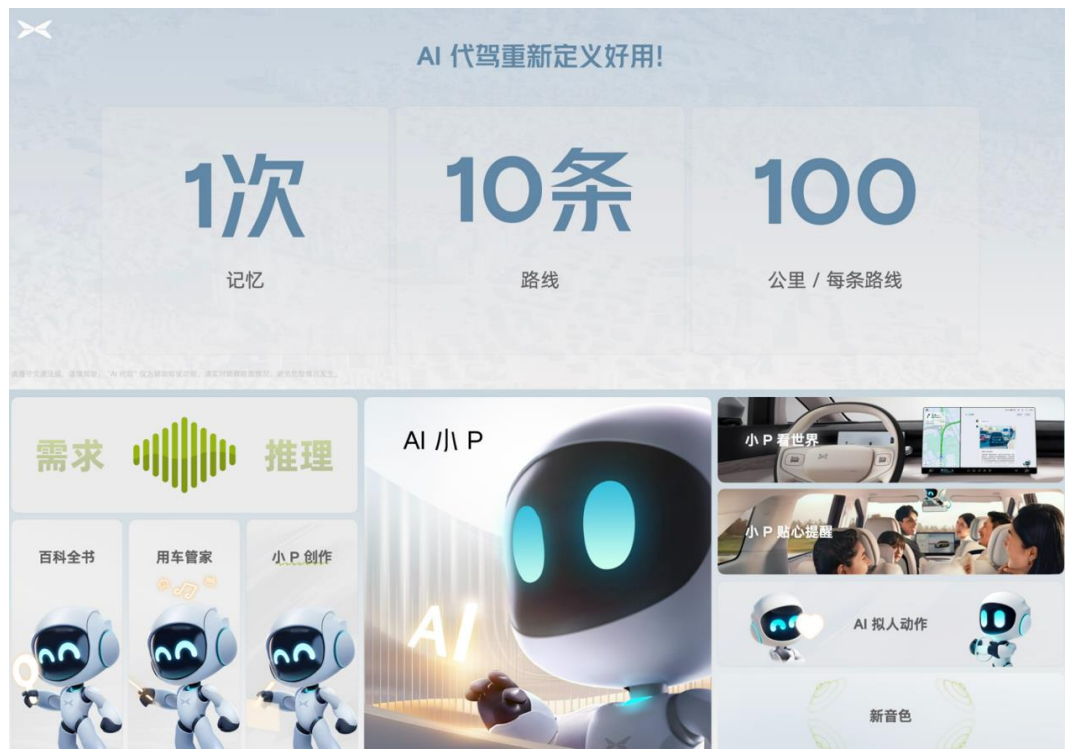 AI 代驾重新定义好用!
1次
10条
100
记忆
路线
公里 / 每条路线
需求
推理
百科全书
用车管家
小 P 创作
AI 小 P
AI
小 P 看世界
小 P 贴心提醒
AI 拟人动作
新音色